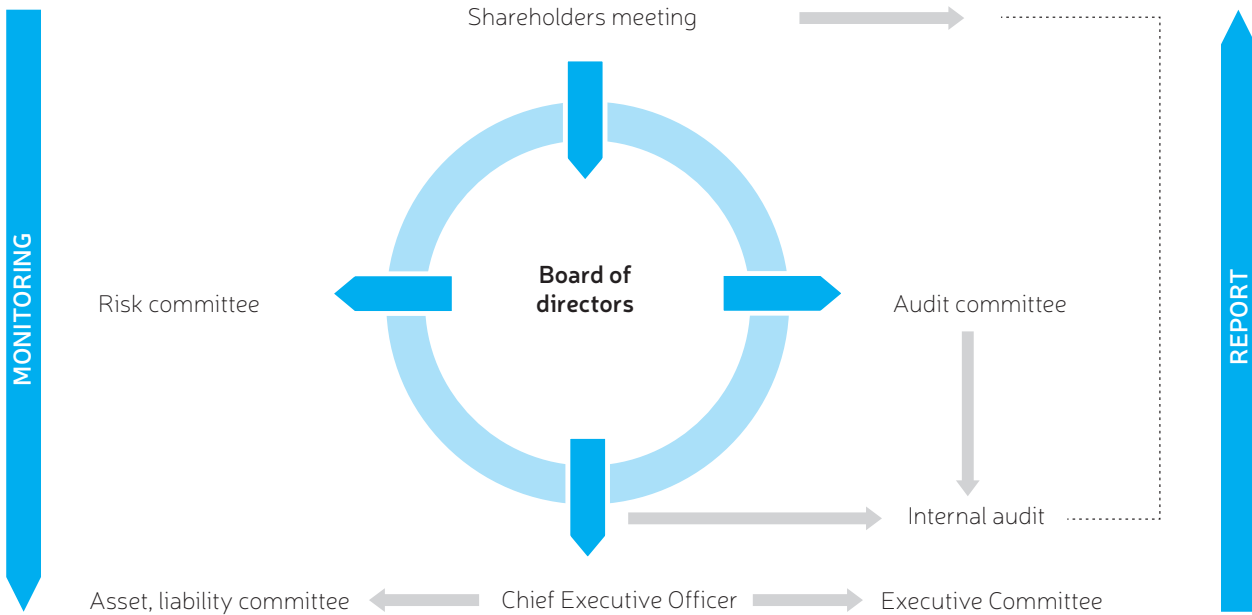 Shareholders meeting
MONITORING
Risk committee
Board of
directors
Audit committee
REPORT
Internal audit
Asset, liability committee
Chief Executive Officer
Executive Committee